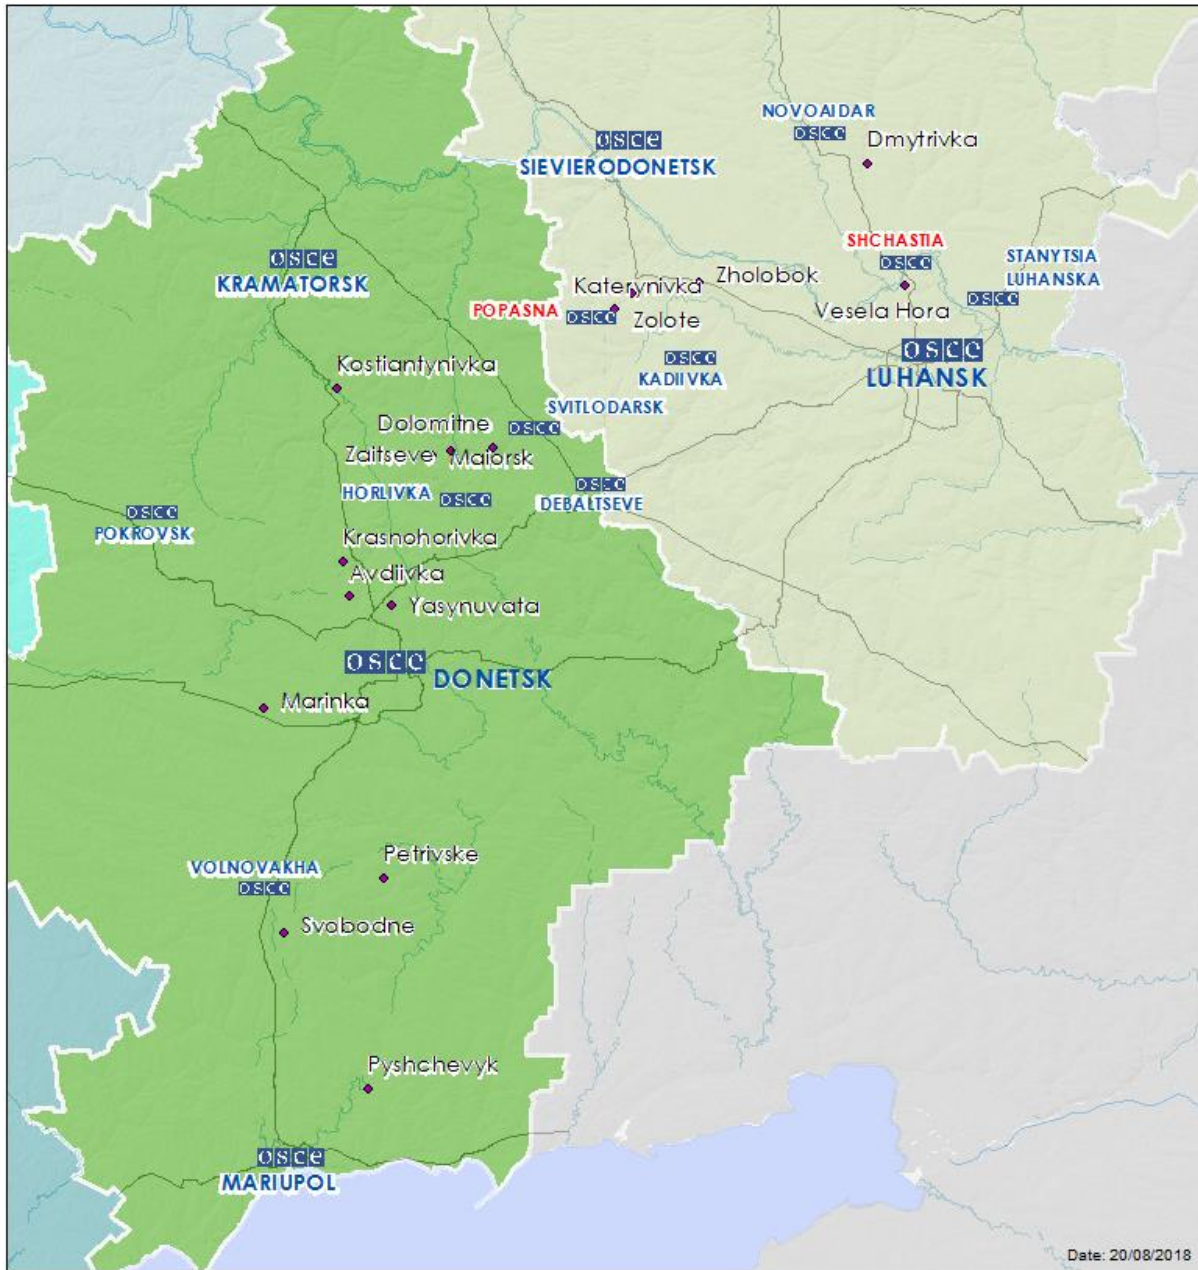 NOVOAIDAR
osce
Dmytrivka
osce
SIEVIERODONETSK
SHCHASTIA
osce
STANYTSIA
LUHANSKA
osce
osce
KRAMATORSK
Katerynivka
Zholobok
POPASNA
osce
Zolote
Vesela Hora
osce
LUHANSK
osce
KADIIVKA
Kostiantynivka
SVITLODARSK
osce
Dolomitne
Zaitseve
Maiorsk
HORLIVKA
osce
osce
DEBALTSEVE
osce
POKROVSK
Krasnohorivka
Avdiivka
Yasynuvata
osce
DONETSK
Marinka
Petrivske
VOLNOVAKHA
osce
Svobodne
Pyshchevyk
osce
MARIUPOL
Date: 20/08/2018